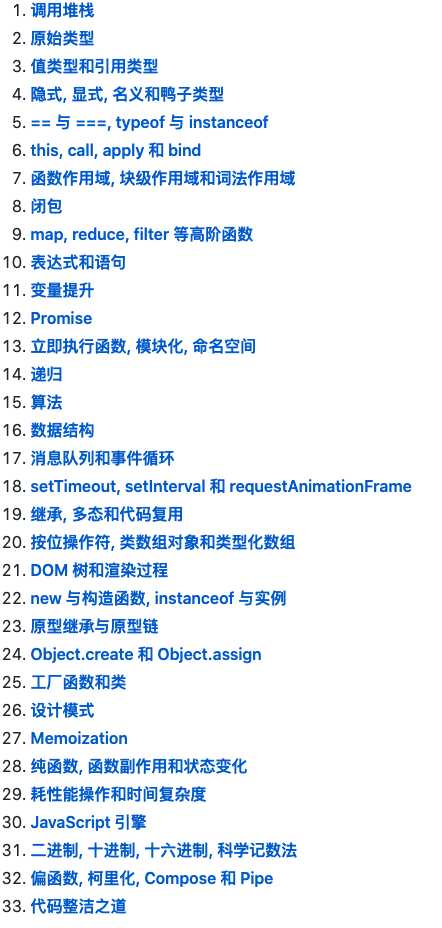 1. 调用堆栈
2. 原始类型
3. 值类型和引用类型
4. 隐式, 显式, 名义和鸭子类型
5. == 与 ===, typeof 与 instanceof
6. this, call, apply 和 bind
7. 函数作用域, 块级作用域和词法作用域
8. 闭包
9. map, reduce, filter 等高阶函数
10. 表达式和语句
11. 变量提升
12. Promise
13. 立即执行函数, 模块化, 命名空间
14. 递归
15. 算法
16. 数据结构
17. 消息队列和事件循环
18. setTimeout, setInterval 和 requestAnimationFrame
19. 继承, 多态和代码复用
20. 按位操作符, 类数组对象和类型化数组
21. DOM 树和渲染过程
22. new 与构造函数, instanceof 与实例
23. 原型继承与原型链
24. Object.create 和 Object.assign
25. 工厂函数和类
26. 设计模式
27. Memoization
28. 纯函数, 函数副作用和状态变化
29. 耗性能操作和时间复杂度
30. JavaScript 引擎
31. 二进制, 十进制, 十六进制, 科学记数法
32. 偏函数, 柯里化, Compose 和 Pipe
33. 代码整洁之道